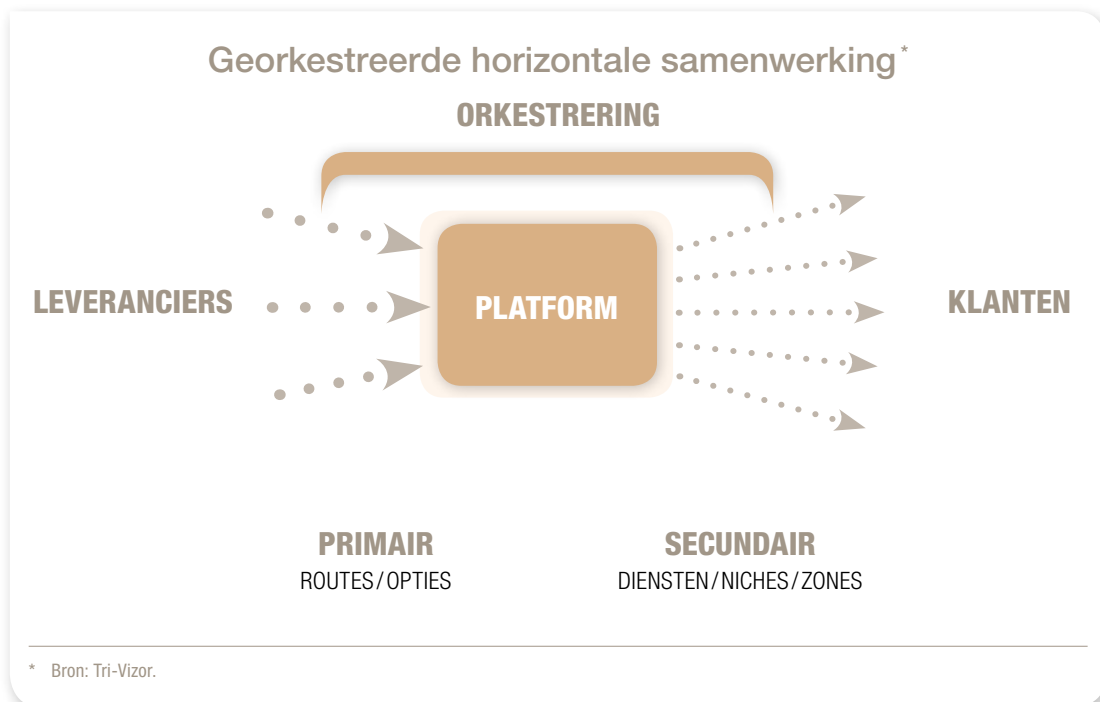 Georkestreerde horizontale samenwerking*
ORKESTRERING
LEVERANCIERS
PLATFORM
KLANTEN
PRIMAIR
ROUTES/OPTIES
SECUNDAIR
DIENSTEN/NICHES/ZONES
* Bron: Tri-Vizor.